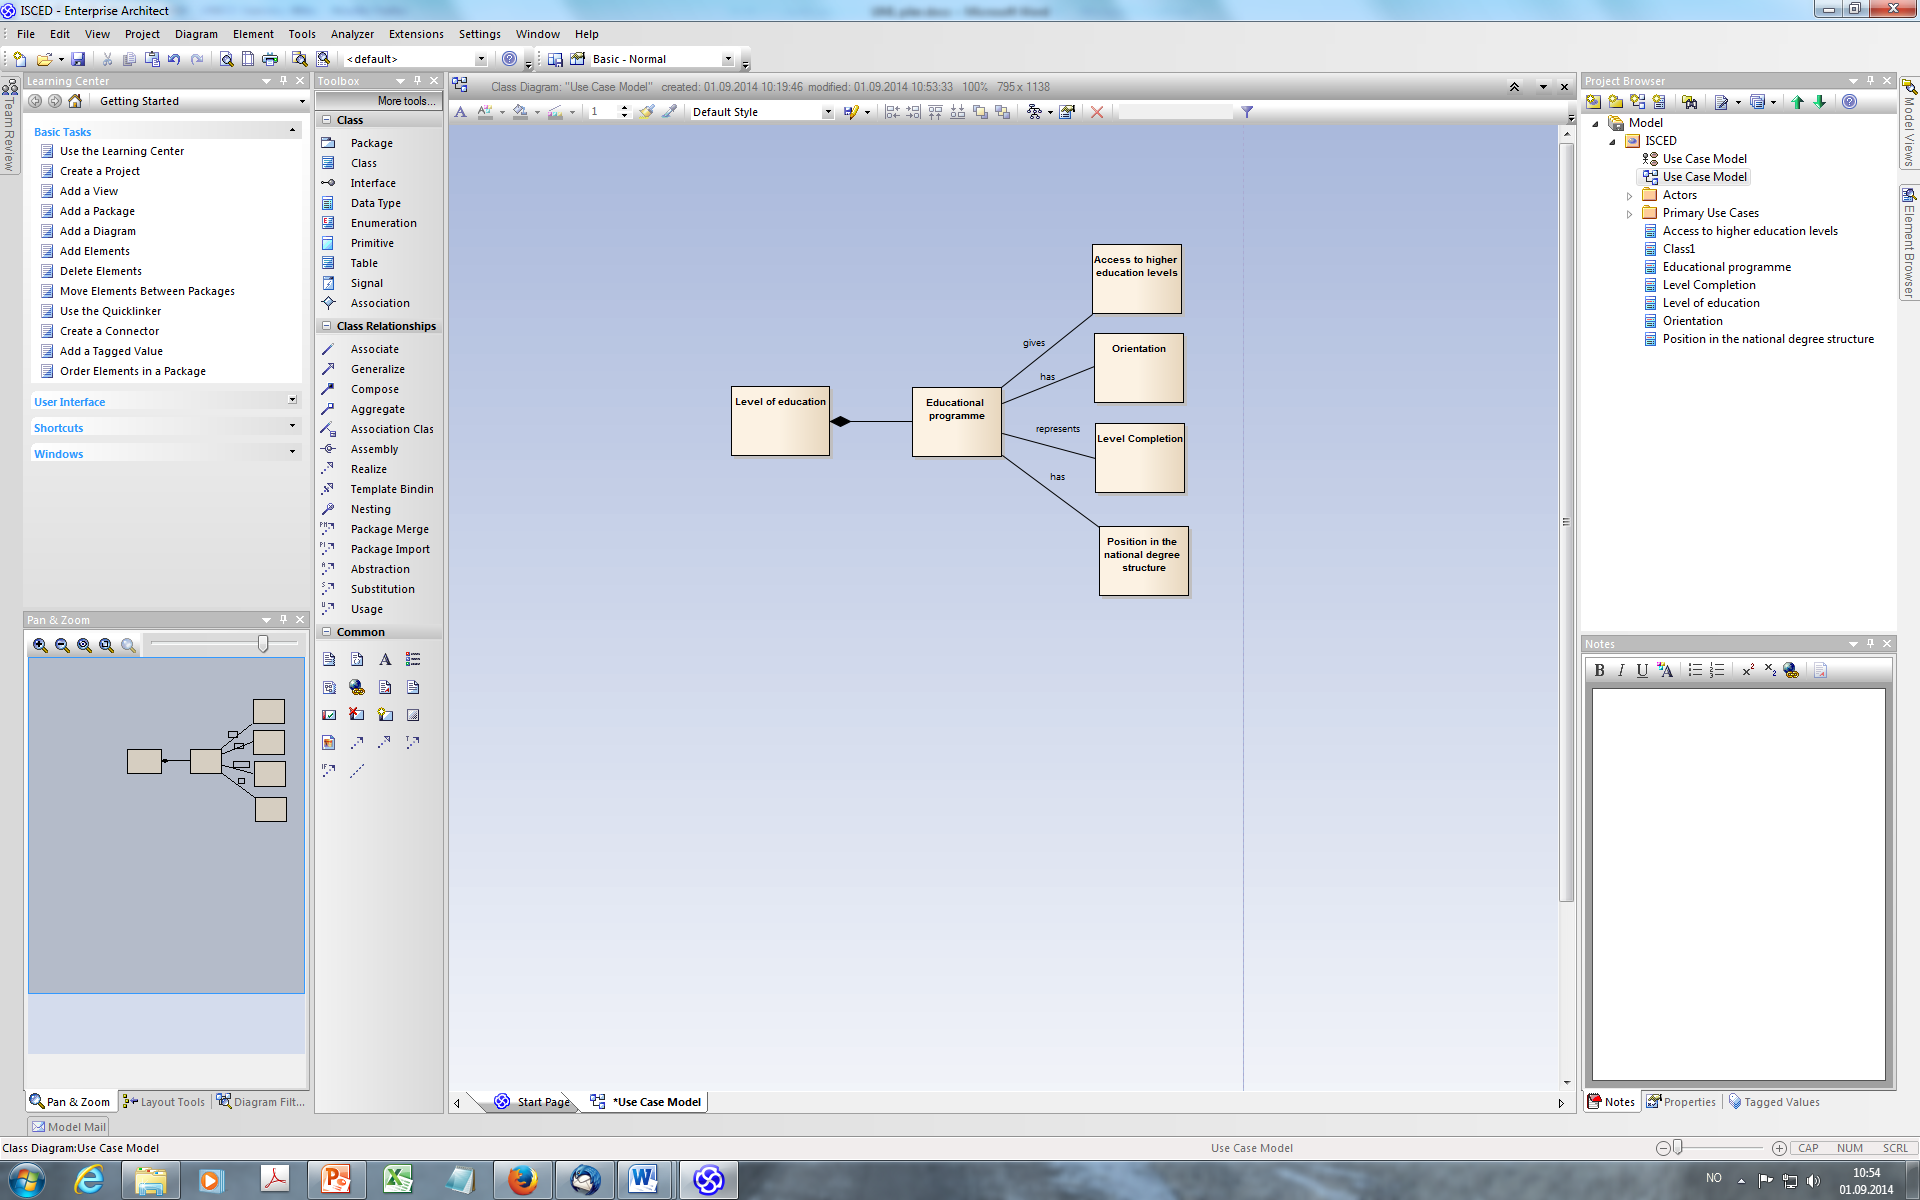 ISCED - Enterprise Architect
File Edit View Project Diagram Element Tools Analyzer Extensions Settings Window Help
<default>
Basic - Normal
Team Review
Learning Center
Getting Started
Basic Tasks
Use the Learning Center
Create a Project
Add a View
Add a Package
Add a Diagram
Add Elements
Delete Elements
Move Elements Between Packages
Use the Quicklinker
Create a Connector
Add a Tagged Value
Order Elements in a Package
User Interface
Shortcuts
Windows
Pan & Zoom
Pan & Zoom Layout Tools Diagram Filt...
Model Mail
Toolbox
More tools...
Class
Package
Class
Interface
Data Type
Enumeration
Primitive
Table
Signal
Association
Class Relationships
Associate
Generalize
Compose
Aggregate
Association Clas
Assembly
Realize
Template Bindin
Nesting
Package Merge
Package Import
Abstraction
Substitution
Usage
Common
Class Diagram: "Use Case Model" created: 01.09.2014 10:19:46 modified: 01.09.2014 10:53:33 100% 795 x 1138
1
Default Style
Access to higher
education levels
gives
Orientation
has
Level of education
Educational
programme
represents
Level Completion
has
Position in the
national degree
structure
Start Page *Use Case Model
Project Browser
Model
ISCED
Use Case Model
Use Case Model
Actors
Primary Use Cases
Access to higher education levels
Class1
Educational programme
Level Completion
Level of education
Orientation
Position in the national degree structure
Model Views
Element Browser
Notes
B I U A
Notes Properties Tagged Values
Class Diagram:Use Case Model
Use Case Model
CAP NUM SCRL
NO
10:54
01.09.2014